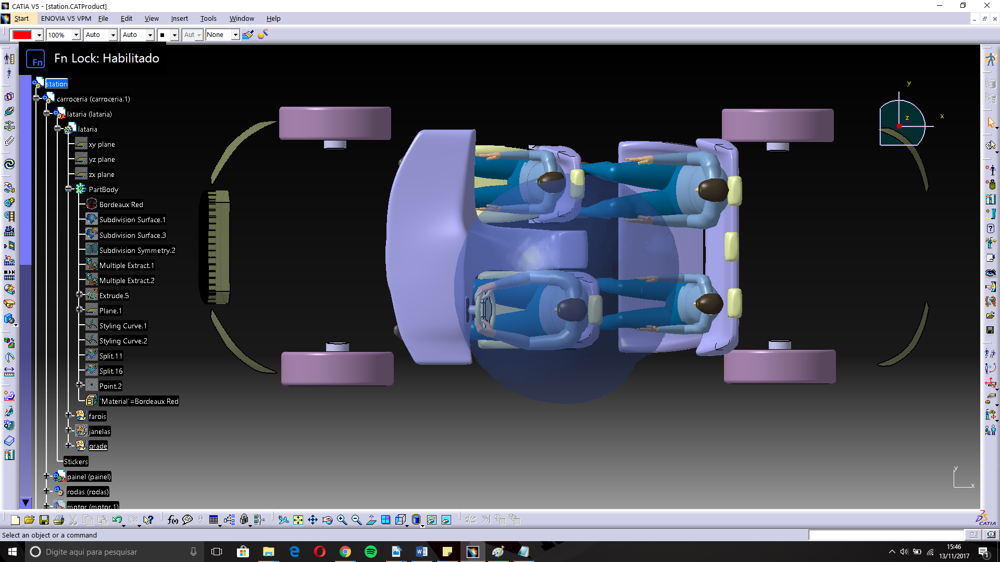 CATIA V5 - [station.CATProduct]
Start ENOVIA V5 VPM File Edit View Insert Tools Window Help
100% Auto Auto Aut None
Fn Fn Lock: Habilitado
station
carroceria (carroceria.1)
lataria (lataria)
lataria
xy plane
yz plane
zx plane
PartBody
Bordeaux Red
Subdivision Surface.1
Subdivision Surface.3
Subdivision Symmetry.2
Multiple Extract.1
Multiple Extract.2
Extrude.5
Plane.1
Styling Curve.1
Styling Curve.2
Split.11
Split.16
Point.2
`Material`=Bordeaux Red
farois
janelas
grade
Stickers
painel (painel)
rodas (rodas)
motor (motor.1)
y
x
z
y
x
f(x)
CATIA
Select an object or a command
Digite aqui para pesquisar
15:46
13/11/2017
1